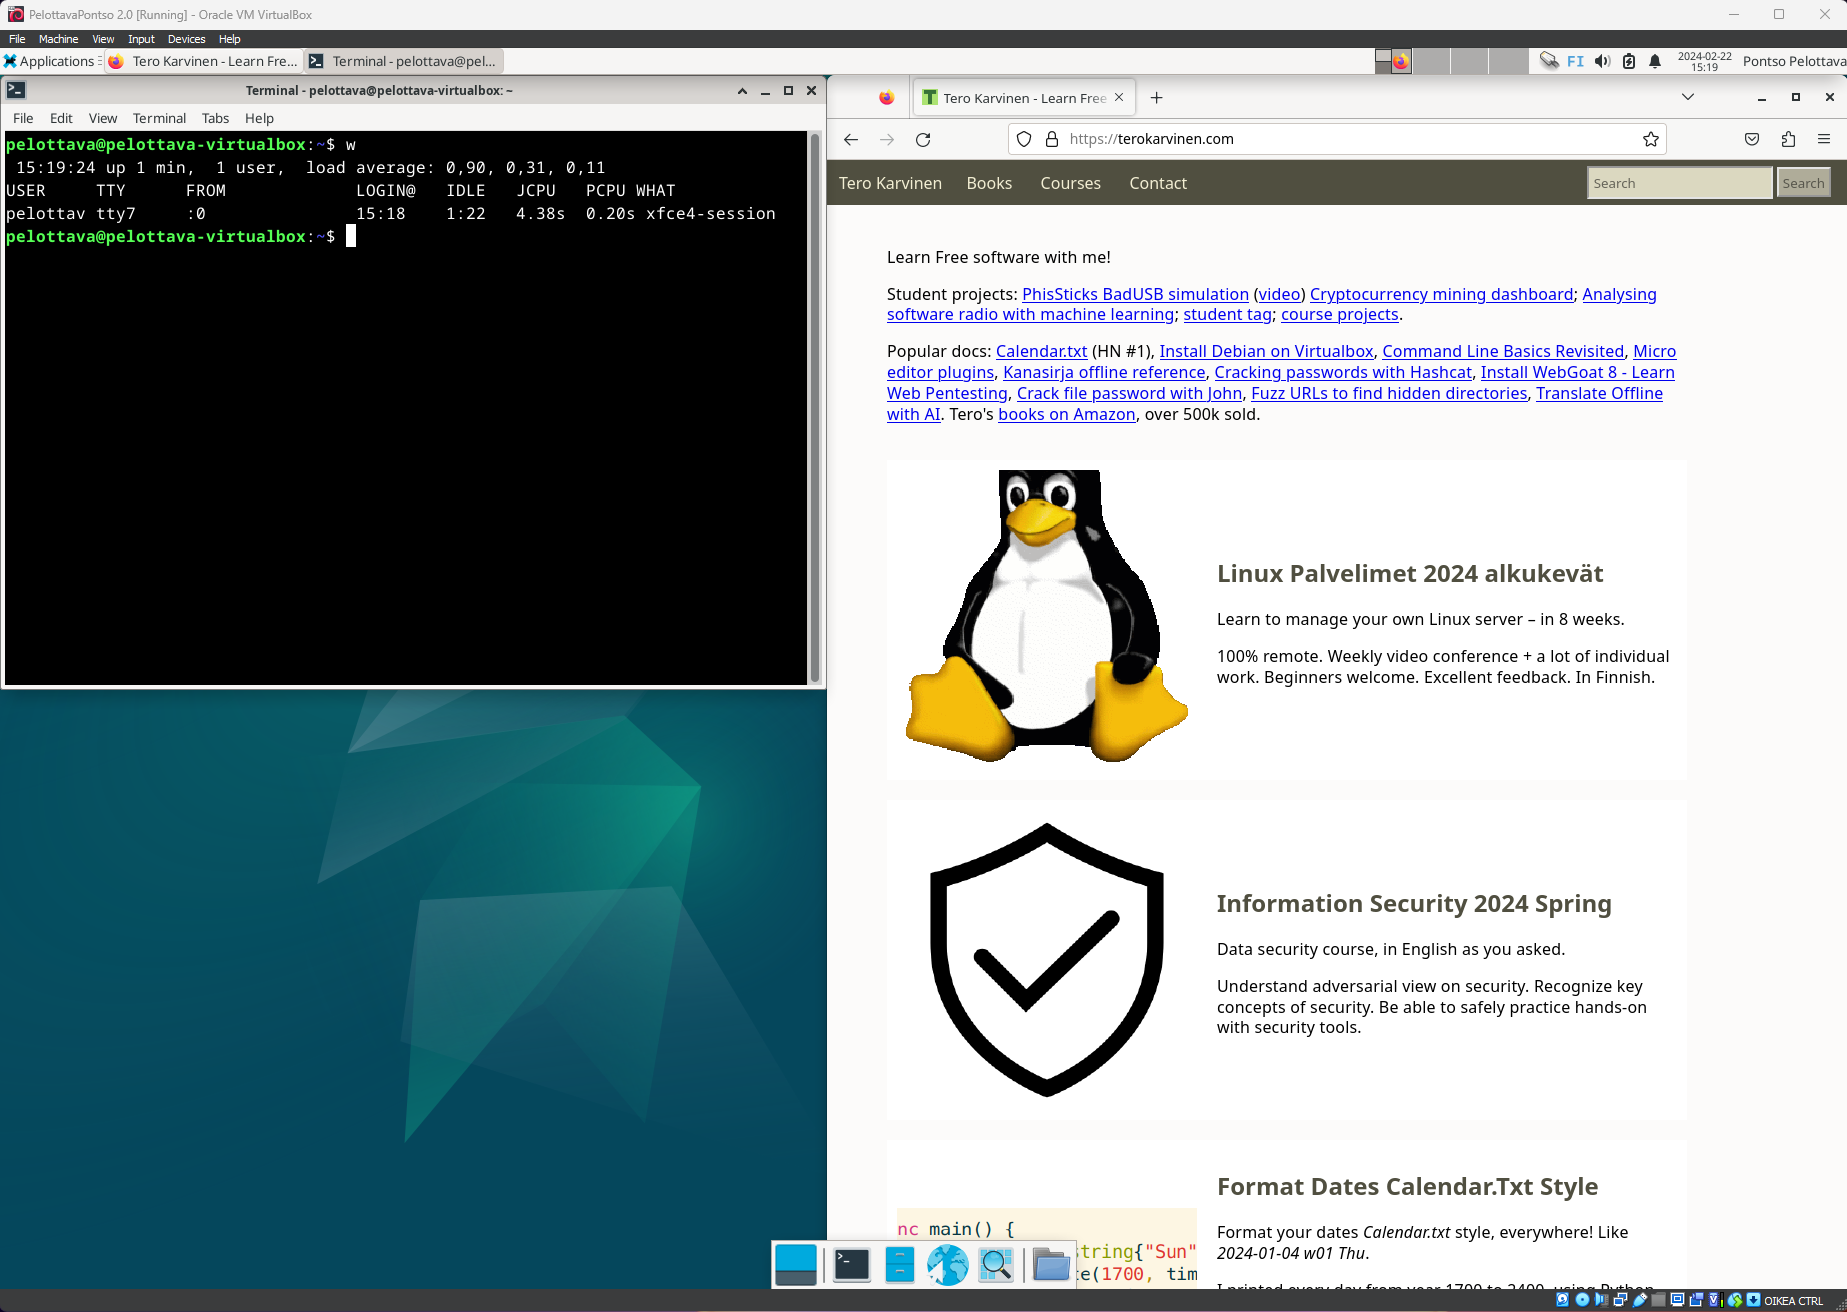 PelottavaPontso 2.0 [Running] - Oracle VM VirtualBox
File Machine View Input Devices Help
Applications Tero Karvinen - Learn Fre... Terminal - pelottava@pel... FI 2024-02-22 15:19 Pontso Pelottava
Terminal - pelottava@pelottava-virtualbox: ~
File Edit View Terminal Tabs Help
pelottava@pelottava-virtualbox:~$ w
15:19:24 up 1 min, 1 user, load average: 0,90, 0,31, 0,11
USER TTY FROM LOGIN@ IDLE JCPU PCPU WHAT
pelottav tty7 :0 15:18 1:22 4.38s 0.20s xfce4-session
pelottava@pelottava-virtualbox:~$
Tero Karvinen - Learn Free
https://terokarvinen.com
Tero Karvinen Books Courses Contact Search Search
Learn Free software with me!
Student projects: PhisSticks BadUSB simulation (video) Cryptocurrency mining dashboard; Analysing
software radio with machine learning; student tag; course projects.
Popular docs: Calendar.txt (HN #1), Install Debian on Virtualbox, Command Line Basics Revisited, Micro
editor plugins, Kanasirja offline reference, Cracking passwords with Hashcat, Install WebGoat 8 - Learn
Web Pentesting, Crack file password with John, Fuzz URLs to find hidden directories, Translate Offline
with AI. Tero's books on Amazon, over 500k sold.
Linux Palvelimet 2024 alkukevät
Learn to manage your own Linux server – in 8 weeks.
100% remote. Weekly video conference + a lot of individual
work. Beginners welcome. Excellent feedback. In Finnish.
Information Security 2024 Spring
Data security course, in English as you asked.
Understand adversarial view on security. Recognize key
concepts of security. Be able to safely practice hands-on
with security tools.
Format Dates Calendar.Txt Style
Format your dates Calendar.txt style, everywhere! Like
2024-01-04 w01 Thu.
I printed every day from year 1700 to 2400, using Python
nc main() {
string{"Sun"
te(1700, tim
OIKEA CTRL